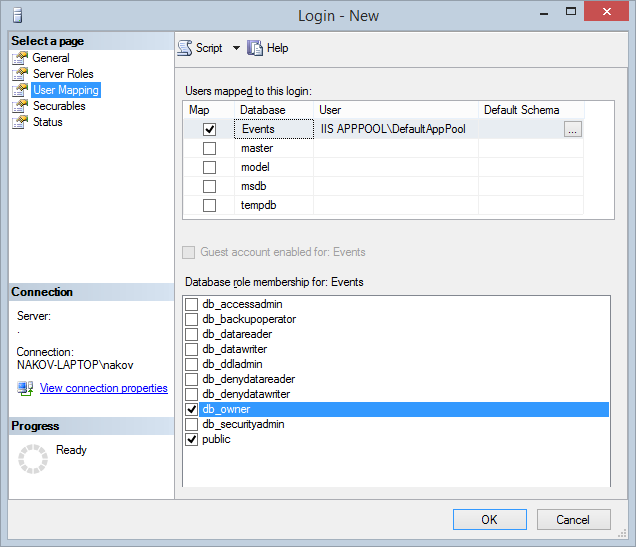 Login - New
Select a page
General
Server Roles
User Mapping
Securables
Status
Script
Help
Users mapped to this login:
Map Database User Default Schema
Events IIS APPPOOL\DefaultAppPool ...
master
model
msdb
tempdb
Guest account enabled for: Events
Database role membership for: Events
db_accessadmin
db_backupoperator
db_datareader
db_datawriter
db_ddladmin
db_denydatareader
db_denydatawriter
db_owner
db_securityadmin
public
Connection
Server:
.
Connection:
NAKOV-LAPTOP\nakov
View connection properties
Progress
Ready
OK
Cancel